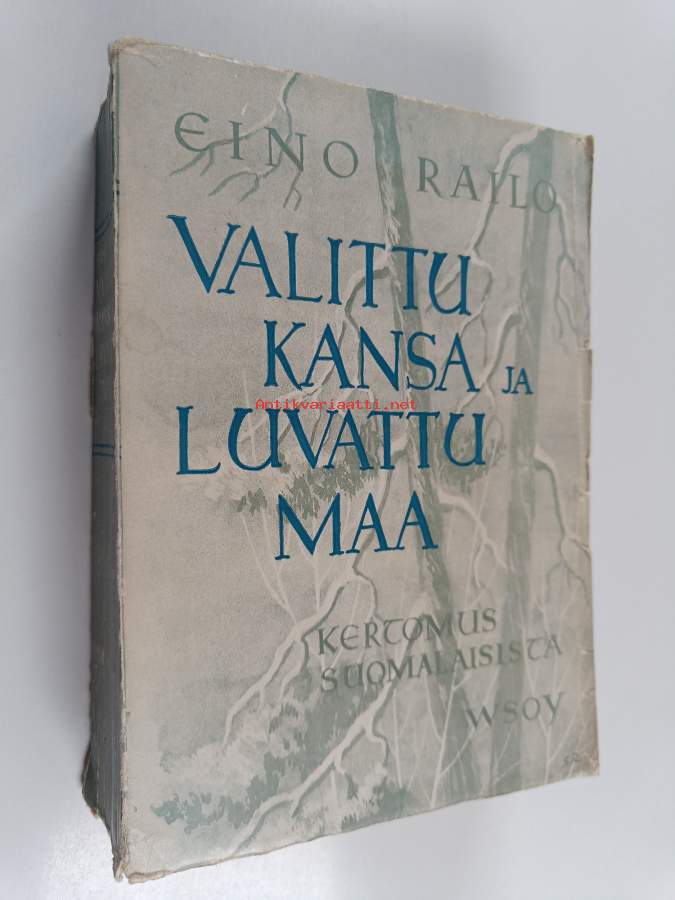 EINO RAILO
VALITTU
KANSA JA
Antikvariaatti.net
LUVATTU
MAA
KERTOMUS
SUOMALAISISTA
WSOY